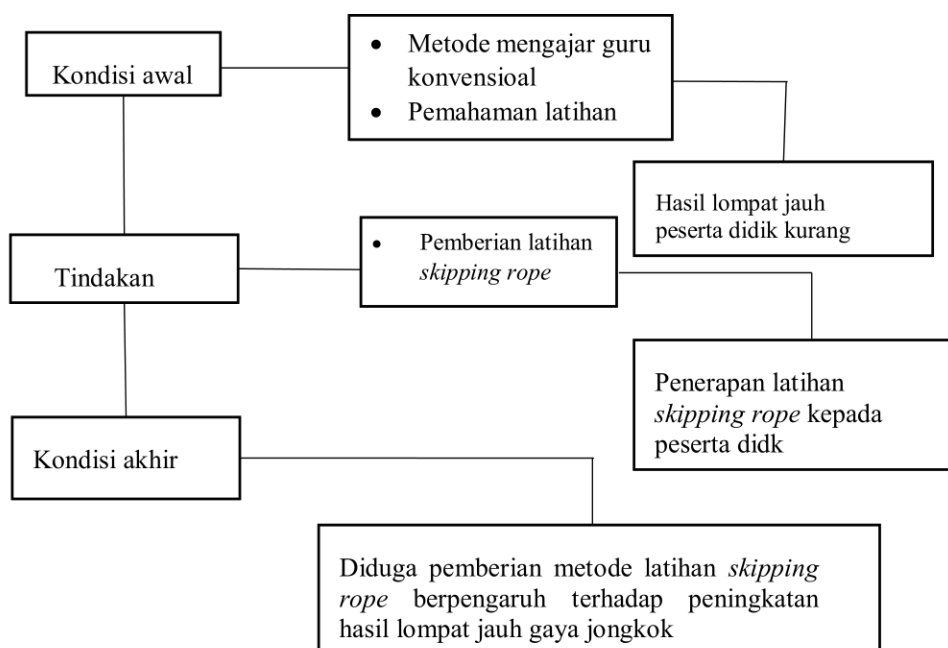 Kondisi awal
• Metode mengajar guru
konvensioal
• Pemahaman latihan
Hasil lompat jauh
peserta didik kurang
Tindakan
• Pemberian latihan
skipping rope
Penerapan latihan
skipping rope kepada
peserta didk
Kondisi akhir
Diduga pemberian metode latihan skipping
rope berpengaruh terhadap peningkatan
hasil lompat jauh gaya jongkok